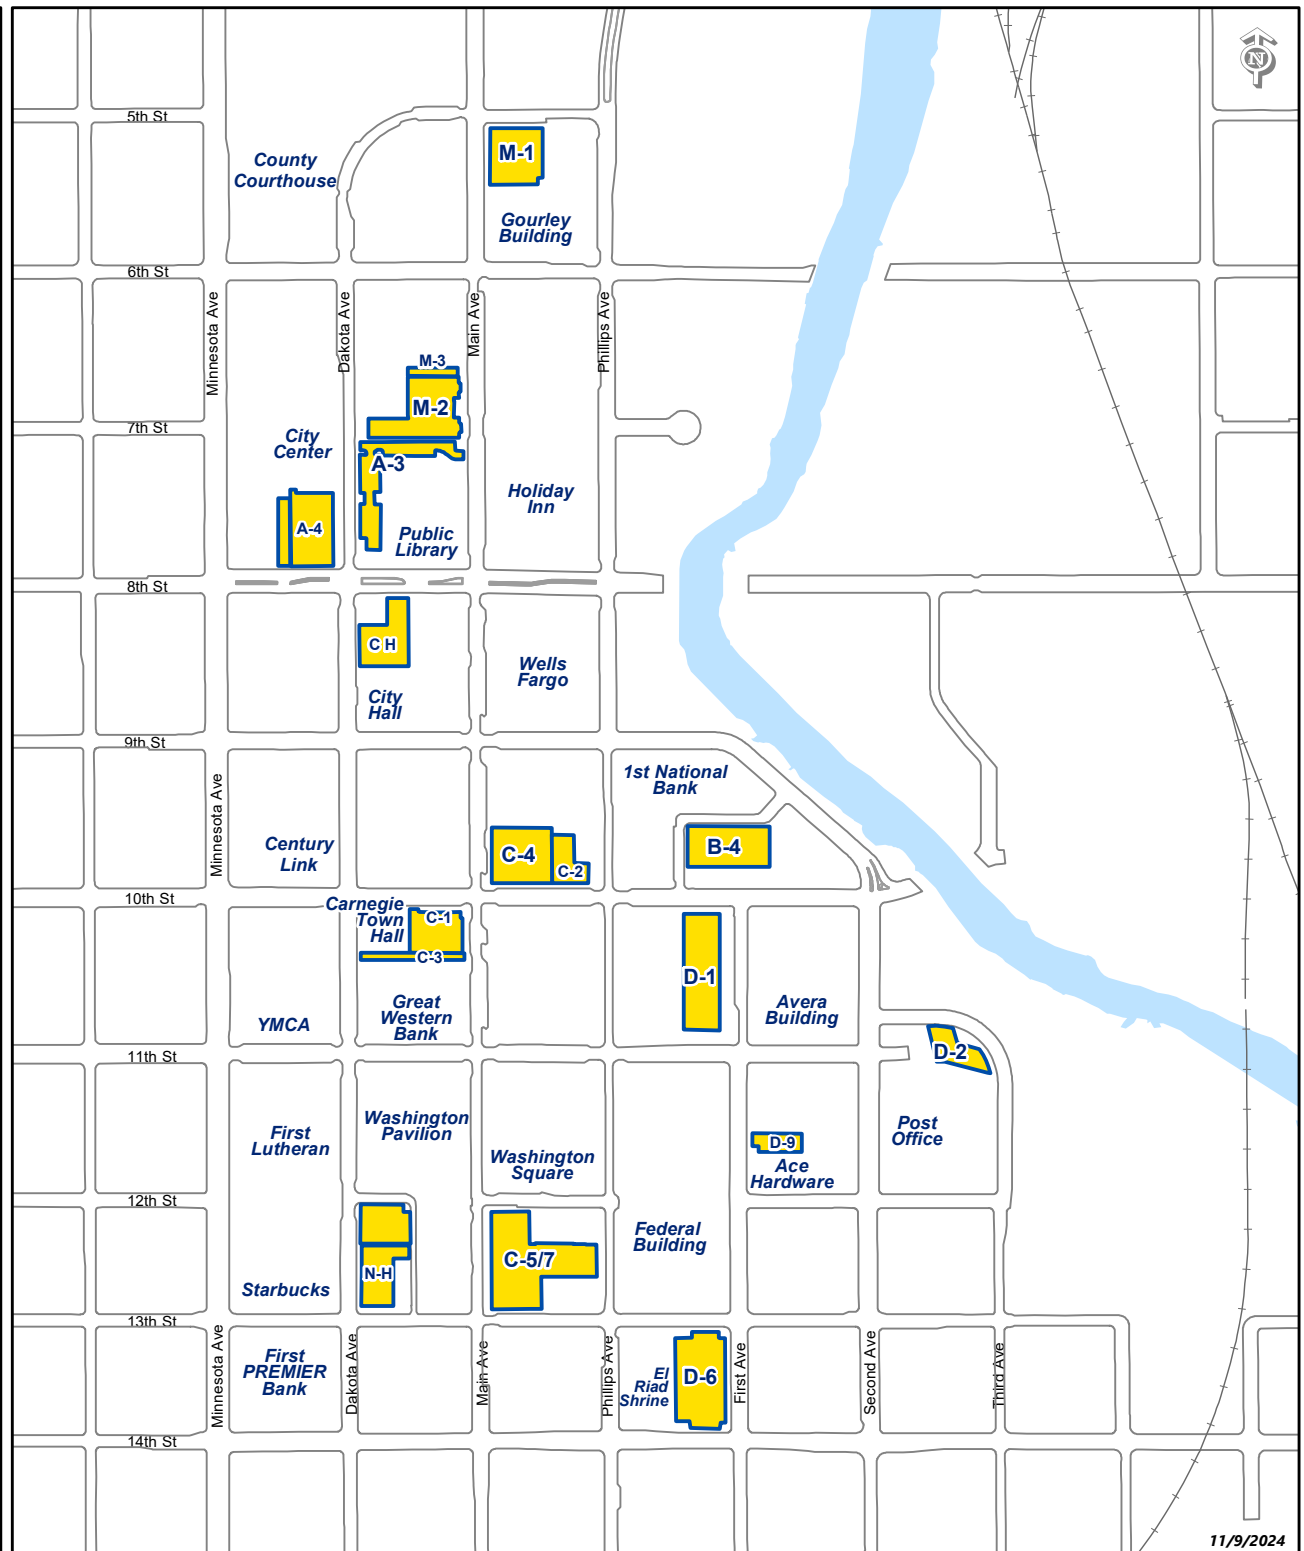 N
5th St
M-1
County
Courthouse
Gourley
Building
6th St
Minnesota Ave
Dakota Ave
Main Ave
Phillips Ave
M-3
M-2
7th St
City
Center
A-3
Holiday
Inn
A-4
Public
Library
8th St
C H
Wells
Fargo
City
Hall
9th St
1st National
Bank
Minnesota Ave
Century
Link
C-4
C-2
B-4
10th St
Carnegie
Town
Hall
C-1
C-3
D-1
Great
Western
Bank
Avera
Building
YMCA
11th St
D-2
Washington
Pavilion
First
Lutheran
Post
Office
D-9
Washington
Square
Ace
Hardware
12th St
Federal
Building
C-5/7
N-H
Starbucks
13th St
Minnesota Ave
First
PREMIER
Bank
Dakota Ave
Main Ave
Phillips Ave
El
Riad
Shrine
D-6
First Ave
Second Ave
Third Ave
14th St
11/9/2024